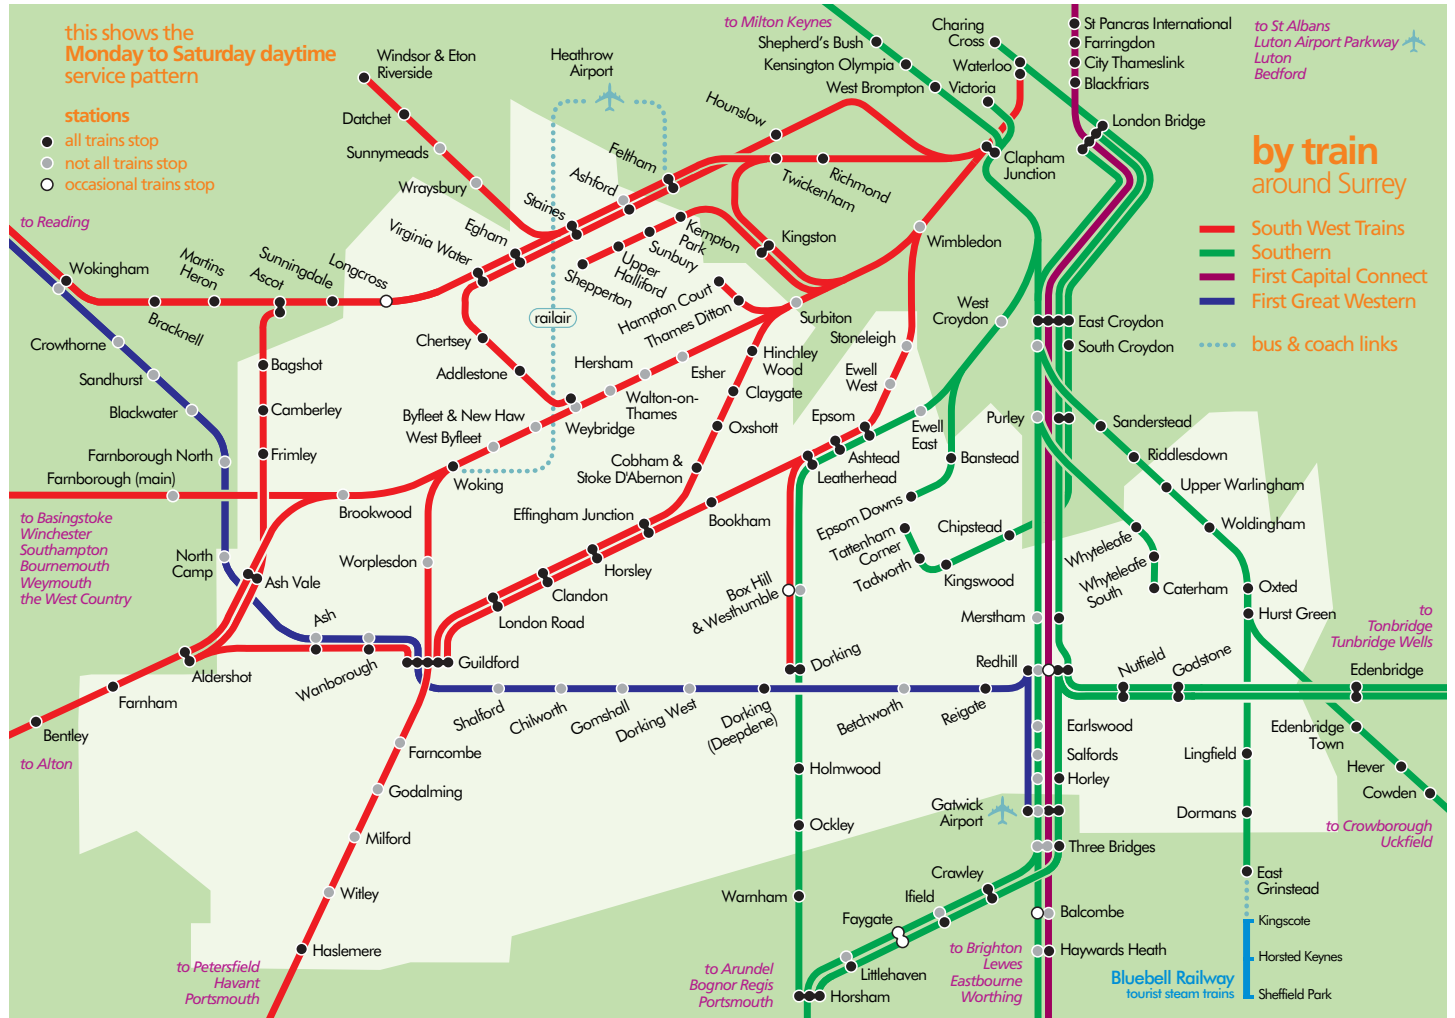 this shows the
Monday to Saturday daytime
service pattern
stations
all trains stop
not all trains stop
occasional trains stop
by train
around Surrey
South West Trains
Southern
First Capital Connect
First Great Western
bus & coach links
to Milton Keynes
Shepherd's Bush
Kensington Olympia
West Brompton
Charing
Cross
Waterloo
Victoria
St Pancras International
Farringdon
City Thameslink
Blackfriars
London Bridge
to St Albans
Luton Airport Parkway
Luton
Bedford
Windsor & Eton
Riverside
Datchet
Sunnymeads
Wraysbury
Heathrow
Airport
Hounslow
Feltham
Ashford
Staines
Egham
Virginia Water
Longcross
Sunningdale
Ascot
Martins
Heron
Bracknell
Wokingham
to Reading
Clapham
Junction
Richmond
Twickenham
Kingston
Wimbledon
Kempton
Park
Sunbury
Upper
Halliford
Shepperton
Hampton Court
Thames Ditton
Surbiton
railair
Chertsey
Addlestone
Hersham
Esher
Walton-on-
Thames
Weybridge
Byfleet & New Haw
West Byfleet
Woking
Hinchley
Wood
Claygate
Oxshott
Cobham &
Stoke D'Abernon
Stoneleigh
Ewell
West
Epsom
Ewell
East
Ashtead
Leatherhead
Bookham
Effingham Junction
Horsley
Clandon
London Road
Guildford
Worplesdon
Brookwood
Farnborough (main)
Farnborough North
Crowthorne
Sandhurst
Blackwater
Bagshot
Camberley
Frimley
to Basingstoke
Winchester
Southampton
Bournemouth
Weymouth
the West Country
North
Camp
Ash Vale
Ash
Wanborough
Aldershot
Farnham
Bentley
to Alton
Farncombe
Godalming
Milford
Witley
Haslemere
to Petersfield
Havant
Portsmouth
Shalford
Chilworth
Gomshall
Dorking West
Dorking
(Deepdene)
Betchworth
Reigate
Redhill
Merstham
Box Hill
& Westhumble
Dorking
Holmwood
Ockley
Warnham
Horsham
to Arundel
Bognor Regis
Portsmouth
Littlehaven
Faygate
Ifield
Crawley
Three Bridges
Gatwick
Airport
Horley
Salfords
Earlswood
Balcombe
Haywards Heath
to Brighton
Lewes
Eastbourne
Worthing
West
Croydon
East Croydon
South Croydon
Purley
Banstead
Epsom Downs
Tattenham
Corner
Tadworth
Kingswood
Chipstead
Sanderstead
Riddlesdown
Upper Warlingham
Woldingham
Whyteleafe
Whyteleafe
South
Caterham
Oxted
Hurst Green
to
Tonbridge
Tunbridge Wells
Nutfield
Godstone
Edenbridge
Edenbridge
Town
Hever
Cowden
to Crowborough
Uckfield
Lingfield
Dormans
East
Grinstead
Kingscote
Horsted Keynes
Sheffield Park
Bluebell Railway
tourist steam trains